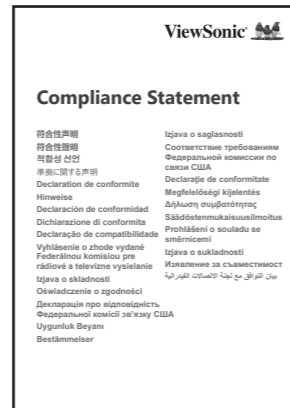 ViewSonic
Compliance Statement
符合性声明
符合性聲明
적합성 선언
準拠に関する声明
Declaration de conformite
Hinweise
Declaración de conformidad
Dichiarazione di conformita
Declaração de compatibilidade
Vyhlásenie o zhode vydané
Federálnou komisiou pre
rádiové a televízne vysielanie
Izjava o skladnosti
Oświadczenie o zgodności
Декларація про відповідність
Федеральної комісії зв'язку США
Uygunluk Beyanı
Bestämmelser
Izjava o saglasnosti
Соответствие требованиям
Федеральной комиссии по
связи США
Declaraţie de conformitate
Megfelelőségi kijelentés
Δήλωση συμβατότητας
Säädöstenmukaisuusilmoitus
Prohlášení o souladu se
směrnicemi
Izjava o sukladnosti
Изявление за съвместимост
بيان التوافق مع لجنة الاتصالات الفيدرالية